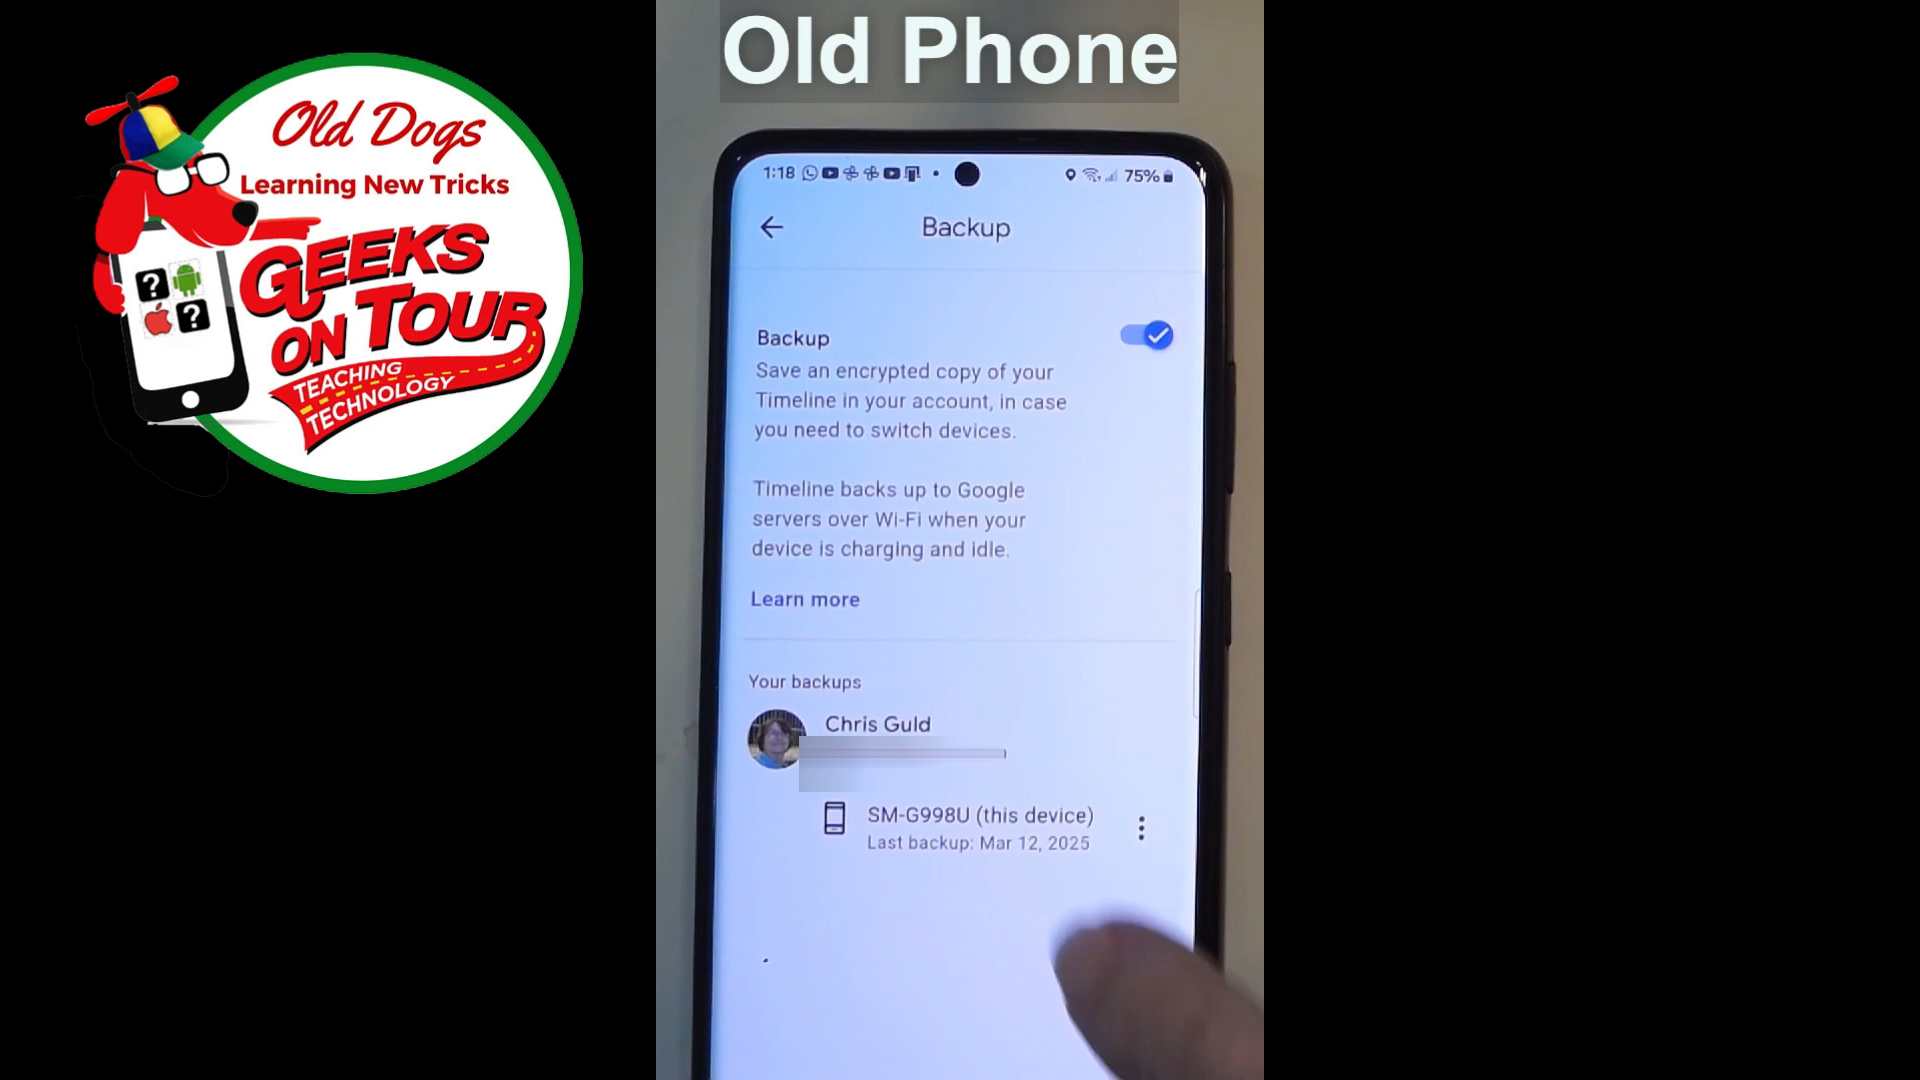 Old Phone
Old Dogs
Learning New Tricks
GEEKS
ON TOUR
TEACHING
TECHNOLOGY
? 
?
1:18
75%
Backup
Backup
Save an encrypted copy of your
Timeline in your account, in case
you need to switch devices.
Timeline backs up to Google
servers over Wi-Fi when your
device is charging and idle.
Learn more
Your backups
Chris Guld
SM-G998U (this device)
Last backup: Mar 12, 2025